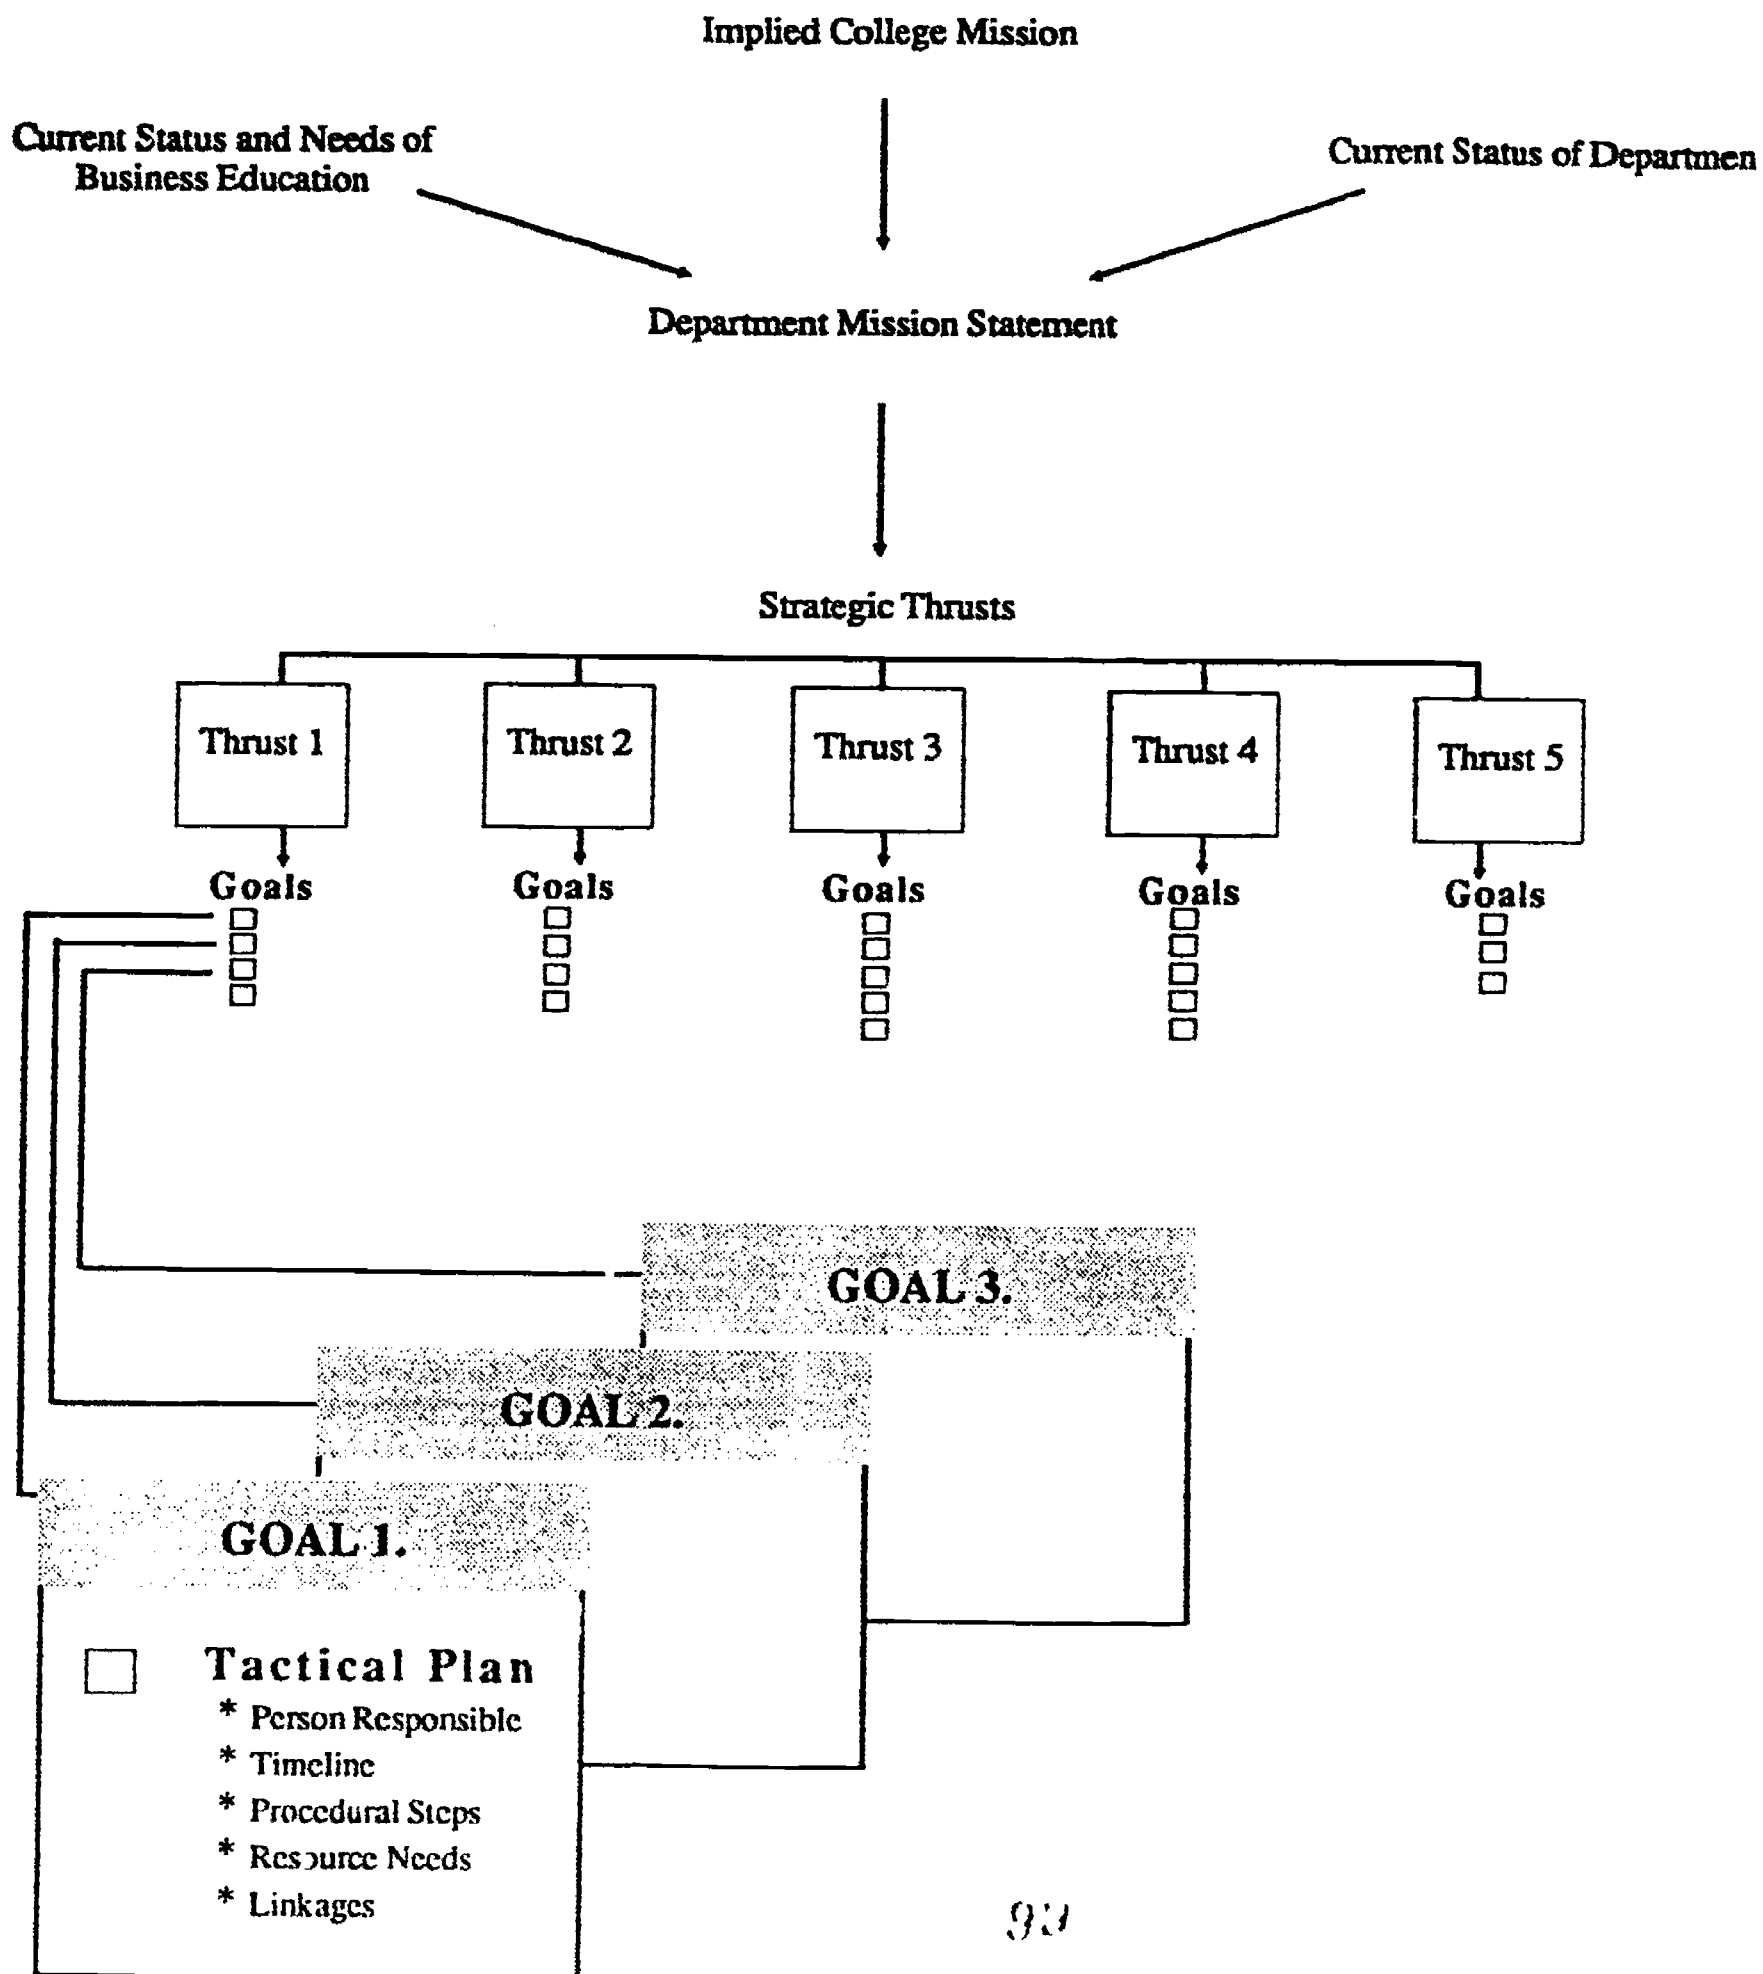 Implied College Mission
Current Status and Needs of
Business Education
Current Status of Departmen
Department Mission Statement
Strategic Thrusts
Thrust 1
Thrust 2
Thrust 3
Thrust 4
Thrust 5
Goals
Goals
Goals
Goals
Goals
GOAL 3.
GOAL 2.
GOAL 1.
Tactical Plan
* Person Responsible
* Timeline
* Procedural Steps
* Resource Needs
* Linkages